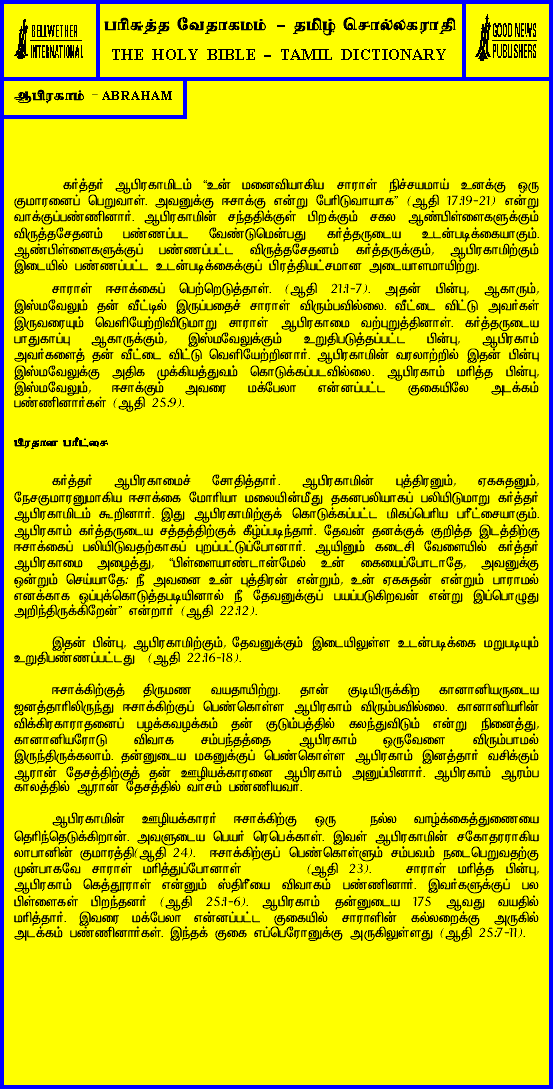 BELLWETHER
INTERNATIONAL
பரிசுத்த வேதாகமம் - தமிழ் சொல்லகராதி
THE HOLY BIBLE - TAMIL DICTIONARY
GOOD NEWS
PUBLISHERS
ஆபிரகாம் - ABRAHAM
கர்த்தர் ஆபிரகாமிடம் “உன் மனைவியாகிய சாராள் நிச்சயமாய் உனக்கு ஒரு
குமாரனைப் பெறுவாள். அவனுக்கு ஈசாக்கு என்று பேரிடுவாயாக” (ஆதி 17:19-21) என்று
வாக்குப்பண்ணினார். ஆபிரகாமின் சந்ததிக்குள் பிறக்கும் சகல ஆண்பிள்ளைகளுக்கும்
விருத்தசேதனம் பண்ணப்பட வேண்டுமென்பது கர்த்தருடைய உடன்படிக்கையாகும்.
ஆண்பிள்ளைகளுக்குப் பண்ணப்பட்ட விருத்தசேதனம் கர்த்தருக்கும், ஆபிரகாமிற்கும்
இடையில் பண்ணப்பட்ட உடன்படிக்கைக்குப் பிரத்தியட்சமான அடையாளமாயிற்று.
சாராள் ஈசாக்கைப் பெற்றெடுத்தாள். (ஆதி 21:1-7). அதன் பின்பு, ஆகாரும்,
இஸ்மவேலும் தன் வீட்டில் இருப்பதைச் சாராள் விரும்பவில்லை. வீட்டை விட்டு அவர்கள்
இருவரையும் வெளியேற்றிவிடுமாறு சாராள் ஆபிரகாமை வற்புறுத்தினாள். கர்த்தருடைய
பாதுகாப்பு ஆகாருக்கும், இஸ்மவேலுக்கும் உறுதிபடுத்தப்பட்ட பின்பு, ஆபிரகாம்
அவர்களைத் தன் வீட்டை விட்டு வெளியேற்றினார். ஆபிரகாமின் வரலாற்றில் இதன் பின்பு
இஸ்மவேலுக்கு அதிக முக்கியத்துவம் கொடுக்கப்படவில்லை. ஆபிரகாம் மரித்த பின்பு,
இஸ்மவேலும், ஈசாக்கும் அவரை மக்பேலா என்னப்பட்ட குகையிலே அடக்கம்
பண்ணினார்கள் (ஆதி 25:9).
பிரதான பரீட்சை
கர்த்தர் ஆபிரகாமைச் சோதித்தார். ஆபிரகாமின் புத்திரனும், ஏகசுதனும்,
நேசகுமாரனுமாகிய ஈசாக்கை மோரியா மலையின்மீது தகனபலியாகப் பலியிடுமாறு கர்த்தர்
ஆபிரகாமிடம் கூறினார். இது ஆபிரகாமிற்குக் கொடுக்கப்பட்ட மிகப்பெரிய பரீட்சையாகும்.
ஆபிரகாம் கர்த்தருடைய சத்தத்திற்குக் கீழ்ப்படிந்தார். தேவன் தனக்குக் குறித்த இடத்திற்கு
ஈசாக்கைப் பலியிடுவதற்காகப் புறப்பட்டுப்போனார். ஆயினும் கடைசி வேளையில் கர்த்தர்
ஆபிரகாமை அழைத்து, “பிள்ளையாண்டான்மேல் உன் கையைப்போடாதே, அவனுக்கு
ஒன்றும் செய்யாதே; நீ அவனை உன் புத்திரன் என்றும், உன் ஏகசுதன் என்றும் பாராமல்
எனக்காக ஒப்புக்கொடுத்தபடியினால் நீ தேவனுக்குப் பயப்படுகிறவன் என்று இப்பொழுது
அறிந்திருக்கிறேன்” என்றார் (ஆதி 22:12).
இதன் பின்பு, ஆபிரகாமிற்கும், தேவனுக்கும் இடையிலுள்ள உடன்படிக்கை மறுபடியும்
உறுதிபண்ணப்பட்டது (ஆதி 22:16-18).
ஈசாக்கிற்குத் திருமண வயதாயிற்று. தான் குடியிருக்கிற கானானியருடைய
ஜனத்தாரிலிருந்து ஈசாக்கிற்குப் பெண்கொள்ள ஆபிரகாம் விரும்பவில்லை. கானானியரின்
விக்கிரகாராதனைப் பழக்கவழக்கம் தன் குடும்பத்தில் கலந்துவிடும் என்று நினைத்து,
கானானியரோடு விவாக சம்பந்தத்தை ஆபிரகாம் ஒருவேளை விரும்பாமல்
இருந்திருக்கலாம். தன்னுடைய மகனுக்குப் பெண்கொள்ள ஆபிரகாம் இனத்தார் வசிக்கும்
ஆரான் தேசத்திற்குத் தன் ஊழியக்காரனை ஆபிரகாம் அனுப்பினார். ஆபிரகாம் ஆரம்ப
காலத்தில் ஆரான் தேசத்தில் வாசம் பண்ணியவர்.
ஆபிரகாமின் ஊழியக்காரர் ஈசாக்கிற்கு ஒரு நல்ல வாழ்க்கைத்துணையை
தெரிந்தெடுக்கிறான். அவளுடைய பெயர் ரெபெக்காள். இவள் ஆபிரகாமின் சகோதரராகிய
லாபானின் குமாரத்தி(ஆதி 24). ஈசாக்கிற்குப் பெண்கொள்ளும் சம்பவம் நடைபெறுவதற்கு
முன்பாகவே சாராள் மரித்துப்போனாள் (ஆதி 23). சாராள் மரித்த பின்பு,
ஆபிரகாம் கெத்தூராள் என்னும் ஸ்திரீயை விவாகம் பண்ணினார். இவர்களுக்குப் பல
பிள்ளைகள் பிறந்தனர் (ஆதி 25:1-6). ஆபிரகாம் தன்னுடைய 175 ஆவது வயதில்
மரித்தார். இவரை மக்பேலா என்னப்பட்ட குகையில் சாராளின் கல்லறைக்கு அருகில்
அடக்கம் பண்ணினார்கள். இந்தக் குகை எப்பெரோனுக்கு அருகிலுள்ளது (ஆதி 25:7-11).